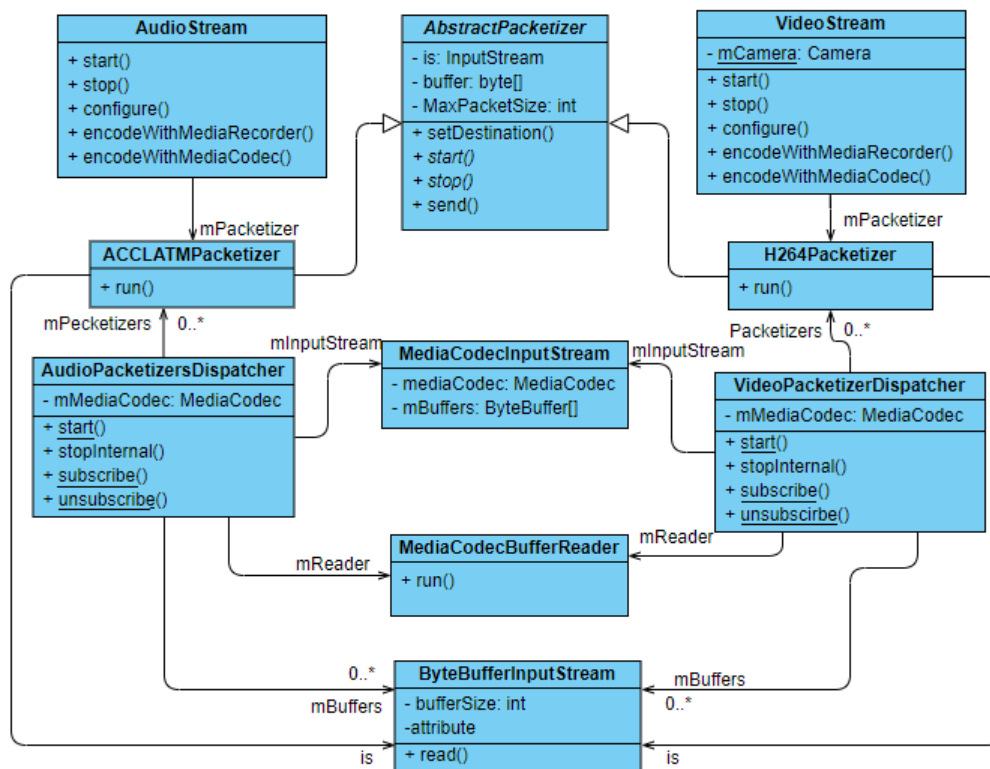 AudioStream
+ start()
+ stop()
+ configure()
+ encodeWithMediaRecorder()
+ encodeWithMediaCodec()
AbstractPacketizer
- is: InputStream
- buffer: byte[]
- MaxPacketSize: int
+ setDestination()
+ start()
+ stop()
+ send()
VideoStream
- mCamera: Camera
+ start()
+ stop()
+ configure()
+ encodeWithMediaRecorder()
+ encodeWithMediaCodec()
mPacketizer
mPacketizer
ACCLATMPacketizer
+ run()
H264Packetizer
+ run()
mPecketizers
0..*
Packetizers
0..*
mInputStream
mInputStream
AudioPacketizersDispatcher
- mMediaCodec: MediaCodec
+ start()
+ stopInternal()
+ subscribe()
+ unsubscribe()
MediaCodecInputStream
- mediaCodec: MediaCodec
- mBuffers: ByteBuffer[]
VideoPacketizerDispatcher
- mMediaCodec: MediaCodec
+ start()
+ stopInternal()
+ subscribe()
+ unsubscirbe()
mReader
mReader
MediaCodecBufferReader
+ run()
0..*
mBuffers
mBuffers
0..*
ByteBufferInputStream
- bufferSize: int
-attribute
+ read()
is
is